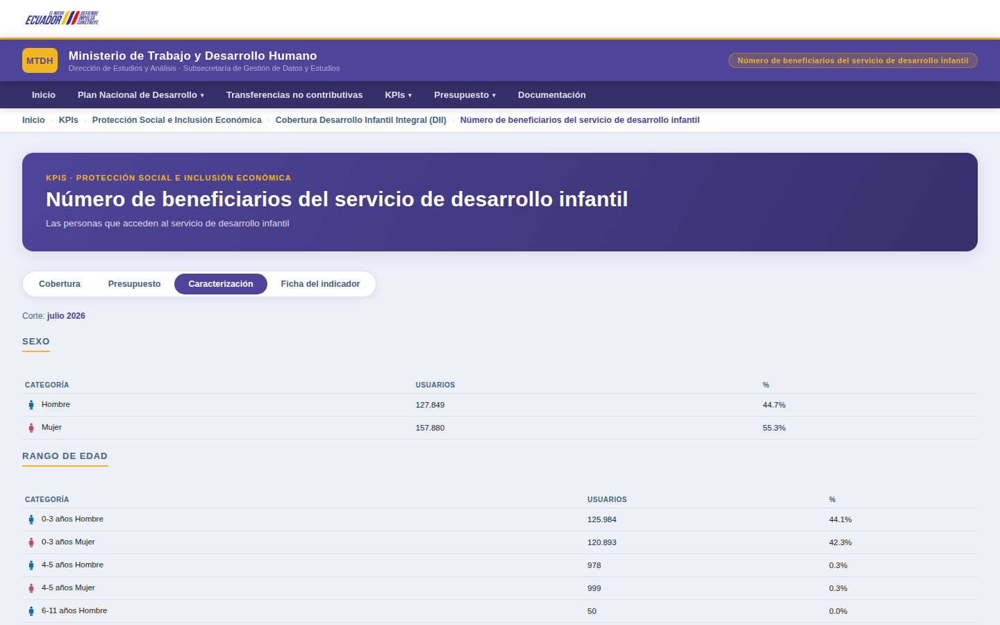 EL NUEVO
ECUADOR
DEFIENDE
IMPULSA
CONSTRUYE
MTDH
Ministerio de Trabajo y Desarrollo Humano
Dirección de Estudios y Análisis · Subsecretaría de Gestión de Datos y Estudios
Número de beneficiarios del servicio de desarrollo infantil
Inicio Plan Nacional de Desarrollo ▾ Transferencias no contributivas KPIs ▾ Presupuesto ▾ Documentación
Inicio › KPIs › Protección Social e Inclusión Económica › Cobertura Desarrollo Infantil Integral (DII) › Número de beneficiarios del servicio de desarrollo infantil
KPIS · PROTECCIÓN SOCIAL E INCLUSIÓN ECONÓMICA
Número de beneficiarios del servicio de desarrollo infantil
Las personas que acceden al servicio de desarrollo infantil
Cobertura Presupuesto Caracterización Ficha del indicador
Corte: julio 2026
SEXO
CATEGORÍA USUARIOS %
Hombre 127.849 44.7%
Mujer 157.880 55.3%
RANGO DE EDAD
CATEGORÍA USUARIOS %
0-3 años Hombre 125.984 44.1%
0-3 años Mujer 120.893 42.3%
4-5 años Hombre 978 0.3%
4-5 años Mujer 999 0.3%
6-11 años Hombre 50 0.0%